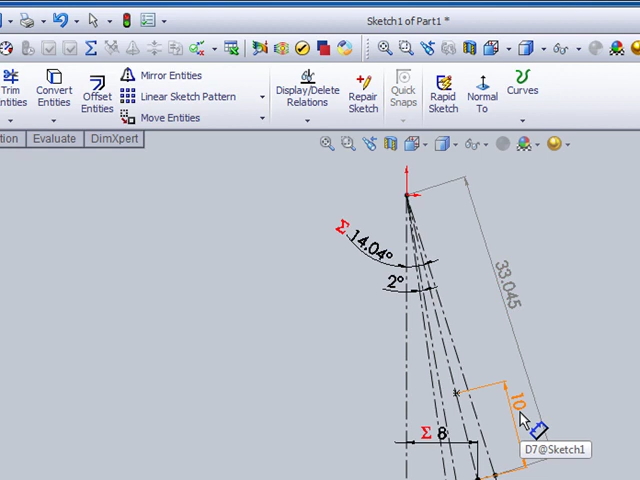 Sketch1 of Part1 *
Trim
Entities
Convert
Entities
Offset
Entities
Mirror Entities
Linear Sketch Pattern
Move Entities
Display/Delete
Relations
Repair
Sketch
Quick
Snaps
Rapid
Sketch
Normal
To
Curves
Evaluate
DimXpert
Σ 14.04°
2°
33.045
10
Σ 8
D7@Sketch1